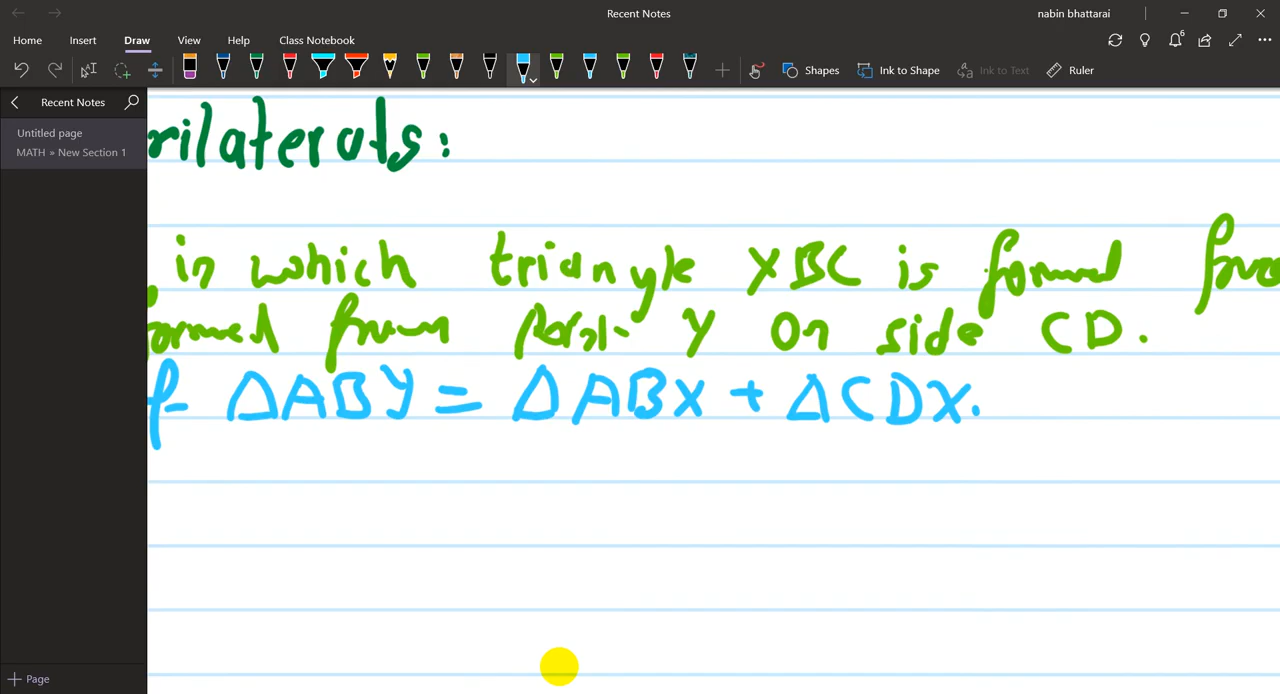 Recent Notes
nabin bhattarai
Home Insert Draw View Help Class Notebook
6
Shapes Ink to Shape Ink to Text Ruler
Recent Notes
Untitled page
MATH » New Section 1
rilaterals:
in which triangle XBC is formed
ormed from Y on side CD.
f ΔABY = ΔABX + ΔCDX.
Page